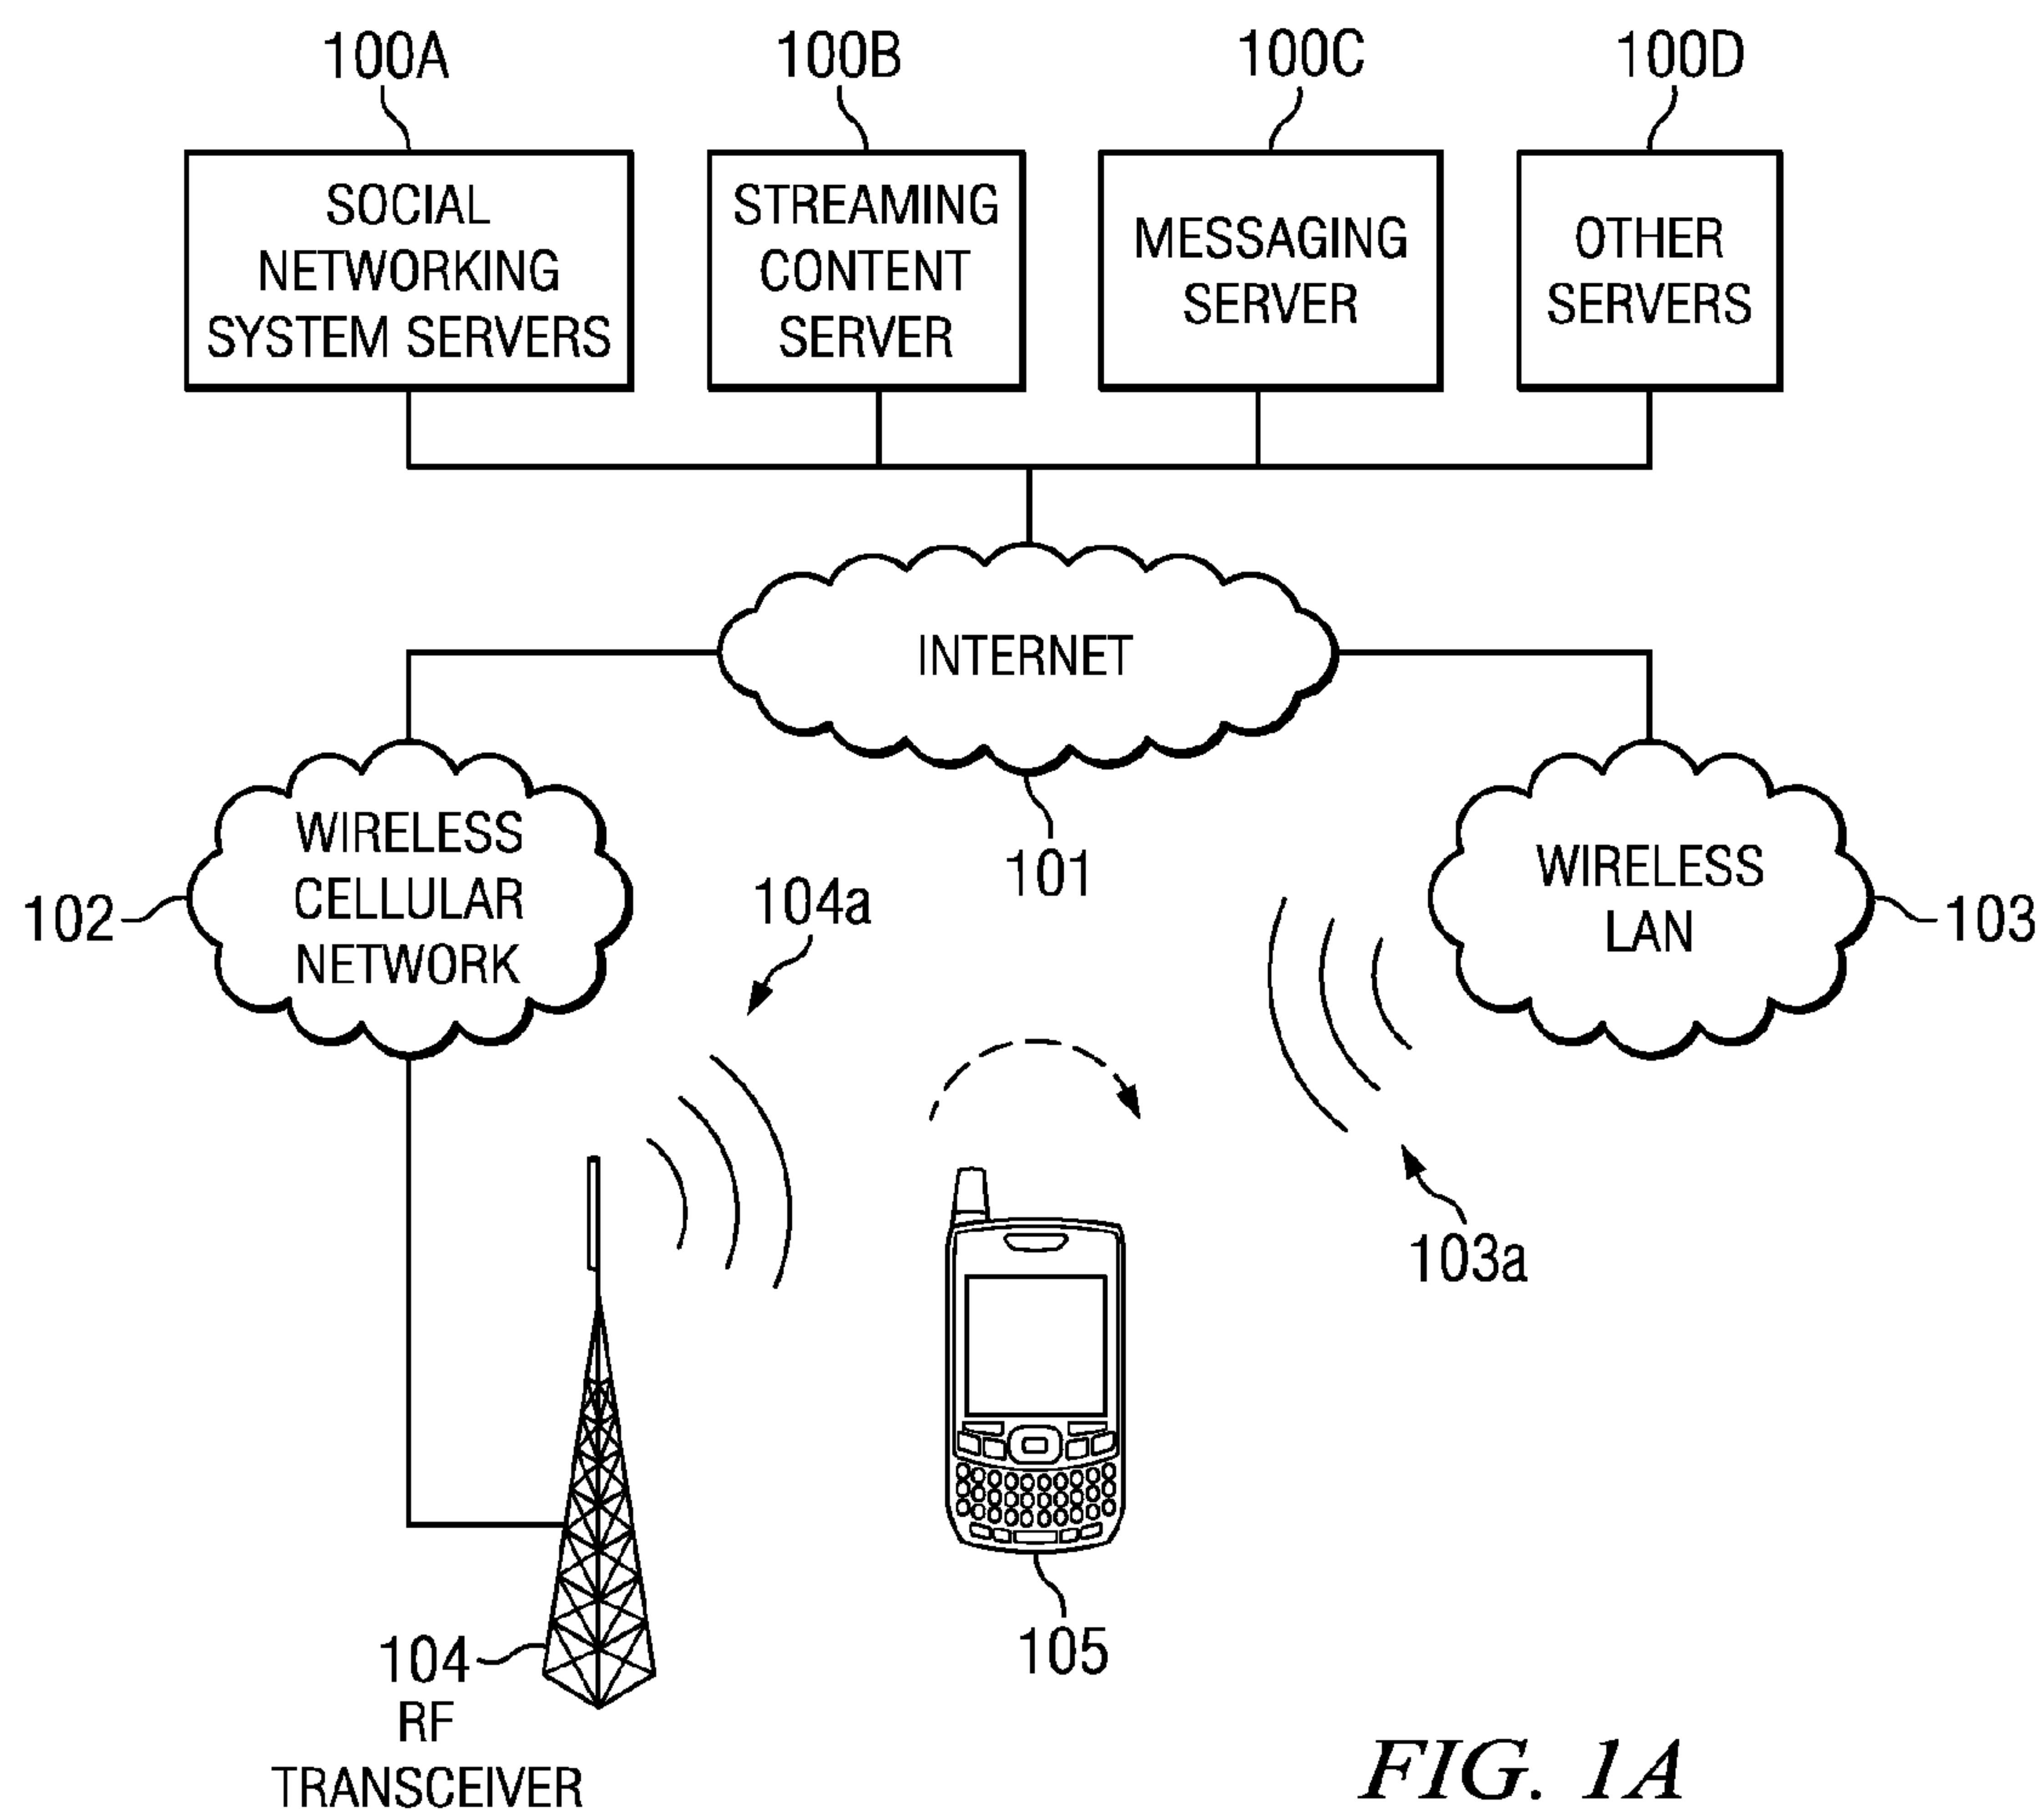 100A
100B
100C
100D
SOCIAL
NETWORKING
SYSTEM SERVERS
STREAMING
CONTENT
SERVER
MESSAGING
SERVER
OTHER
SERVERS
INTERNET
101
WIRELESS
CELLULAR
NETWORK
102
104a
WIRELESS
LAN
103
103a
105
104
RF
TRANSCEIVER
FIG. 1A